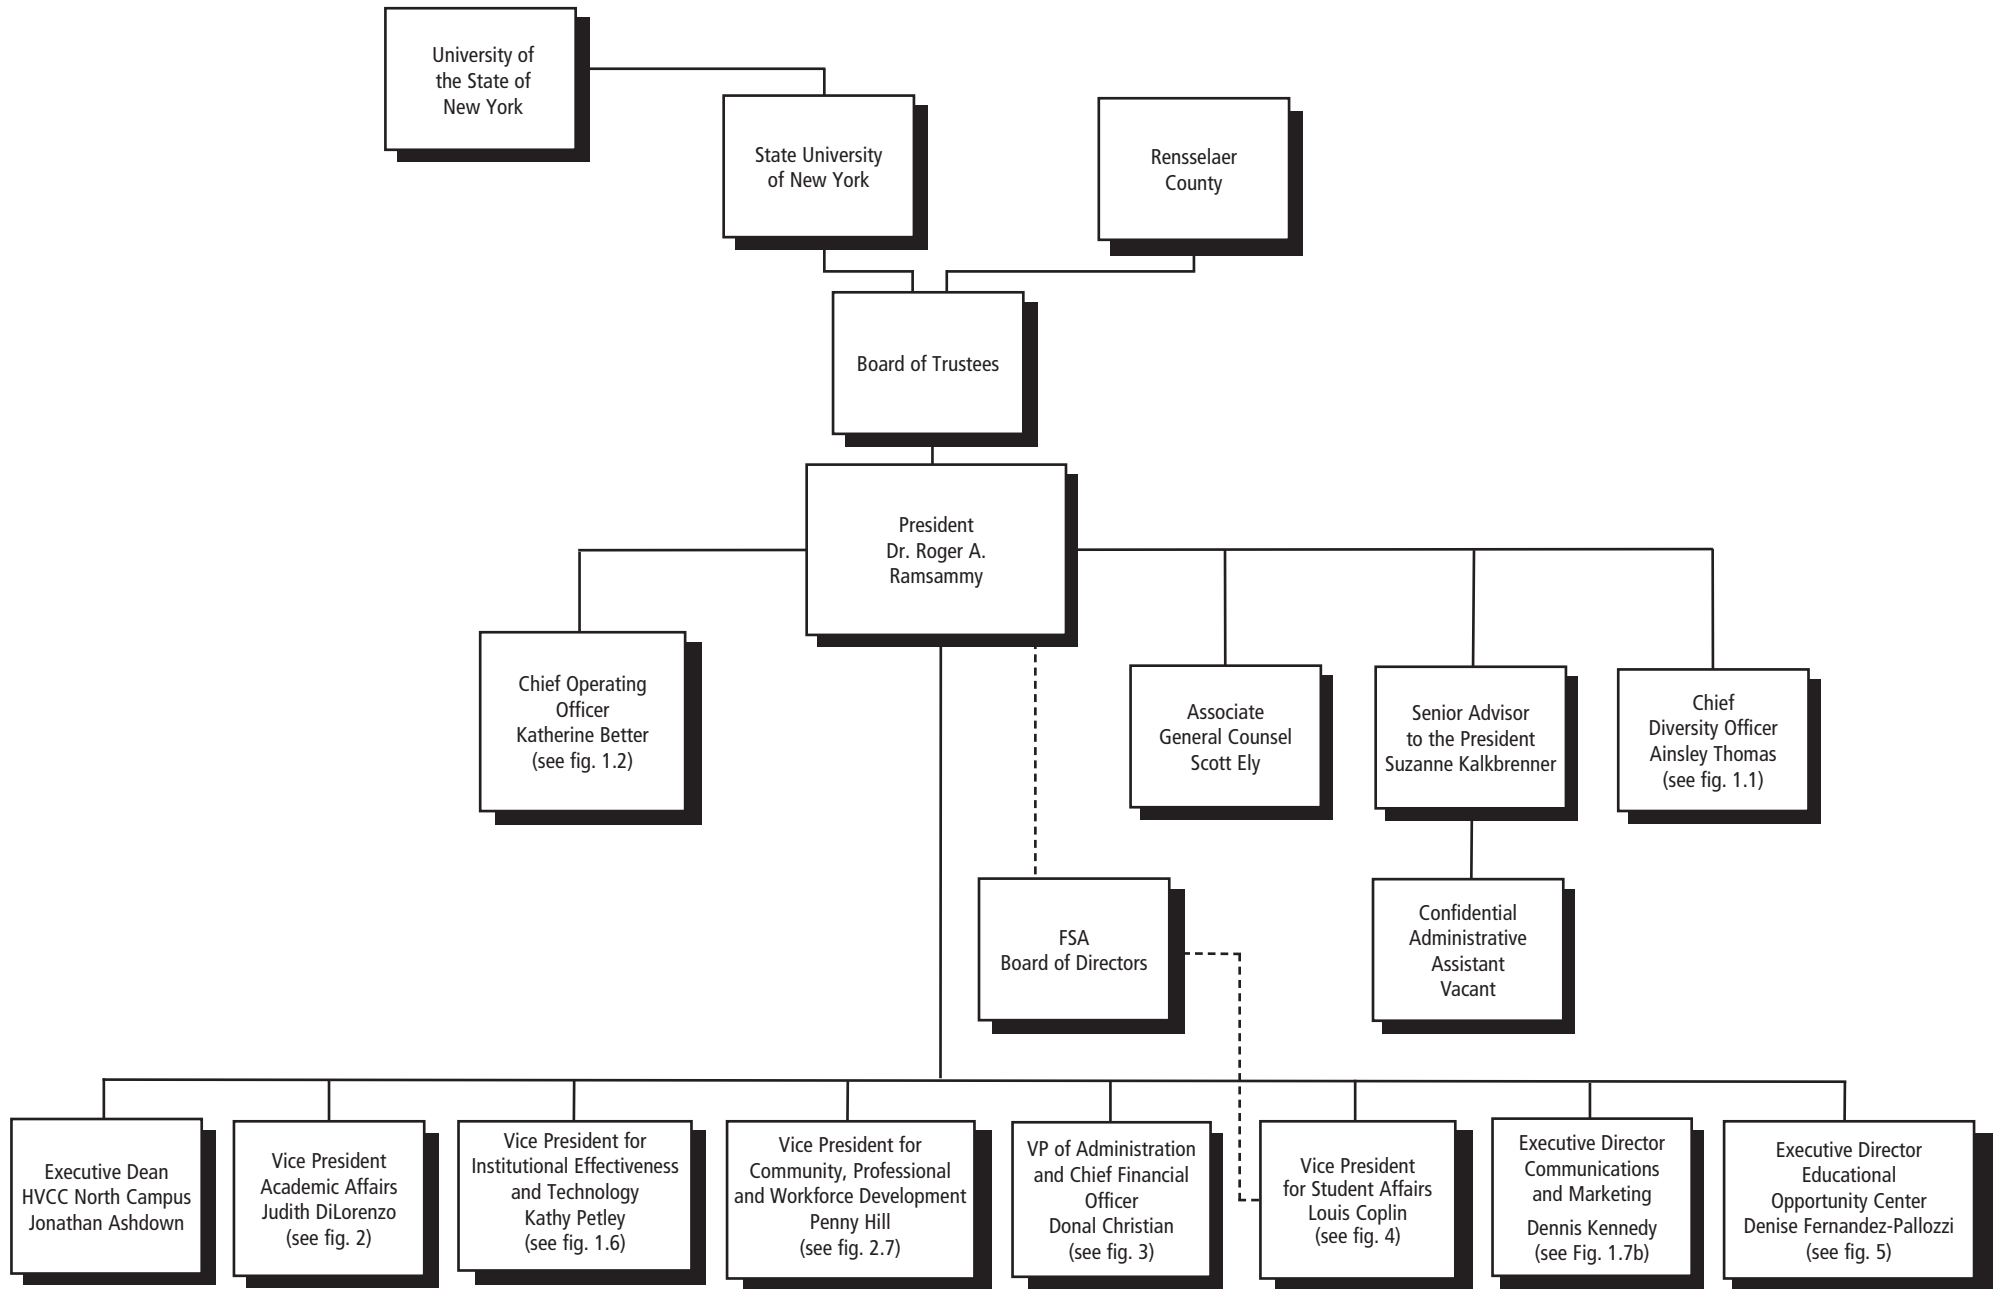 University of
the State of
New York
State University
of New York
Rensselaer
County
Board of Trustees
President
Dr. Roger A.
Ramsammy
Chief Operating
Officer
Katherine Better
(see fig. 1.2)
Associate
General Counsel
Scott Ely
Senior Advisor
to the President
Suzanne Kalkbrenner
Chief
Diversity Officer
Ainsley Thomas
(see fig. 1.1)
FSA
Board of Directors
Confidential
Administrative
Assistant
Vacant
Executive Dean
HVCC North Campus
Jonathan Ashdown
Vice President
Academic Affairs
Judith DiLorenzo
(see fig. 2)
Vice President for
Institutional Effectiveness
and Technology
Kathy Petley
(see fig. 1.6)
Vice President for
Community, Professional
and Workforce Development
Penny Hill
(see fig. 2.7)
VP of Administration
and Chief Financial
Officer
Donal Christian
(see fig. 3)
Vice President
for Student Affairs
Louis Coplin
(see fig. 4)
Executive Director
Communications
and Marketing
Dennis Kennedy
(see Fig. 1.7b)
Executive Director
Educational
Opportunity Center
Denise Fernandez-Pallozzi
(see fig. 5)